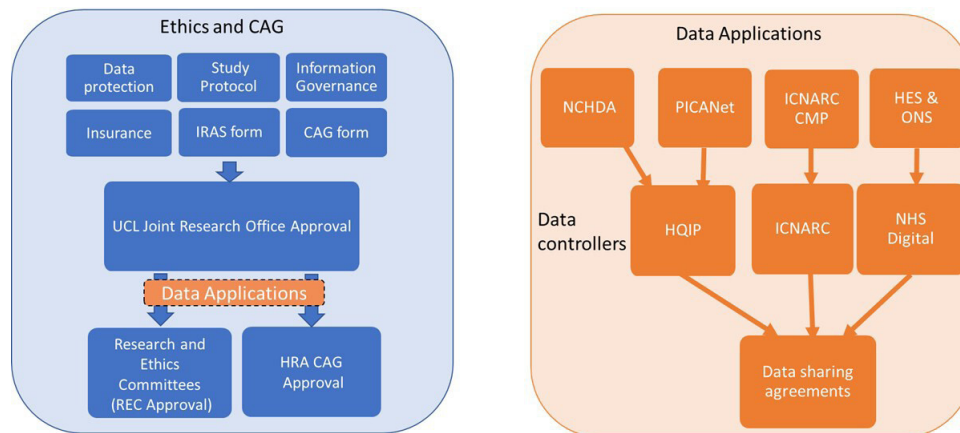 Ethics and CAG
Data
protection
Study
Protocol
Information
Governance
Insurance
IRAS form
CAG form
UCL Joint Research Office Approval
Data Applications
Research and
Ethics
Committees
(REC Approval)
HRA CAG
Approval
Data Applications
NCHDA
PICANet
ICNARC
CMP
HES &
ONS
Data
controllers
HQIP
ICNARC
NHS
Digital
Data sharing
agreements